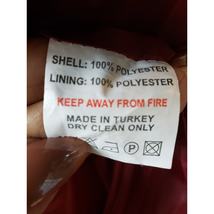 SHELL: 100% POLYESTER
LINING: 100% POLYESTER
KEEP AWAY FROM FIRE
MADE IN TURKEY
DRY CLEAN ONLY
P